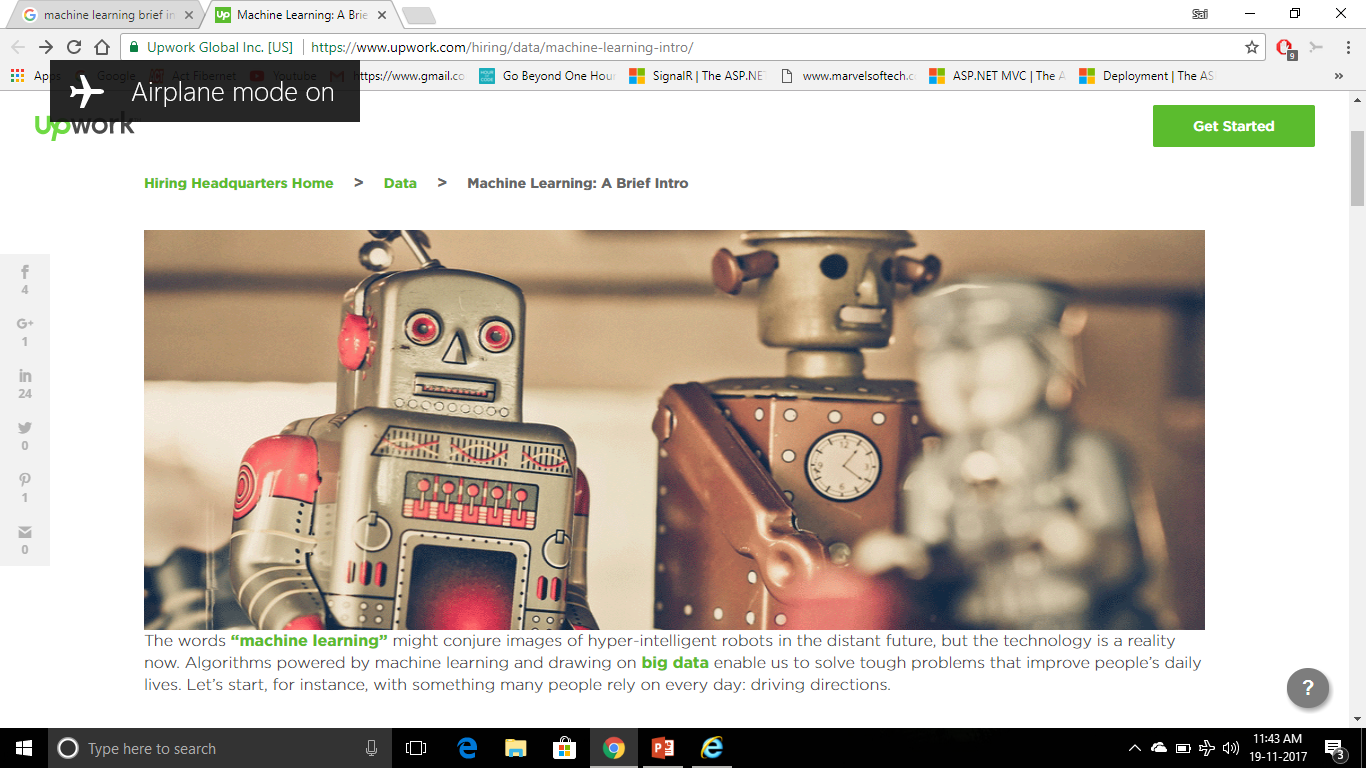 machine learning brief in
Machine Learning: A Brie
Sai
Upwork Global Inc. [US]
https://www.upwork.com/hiring/data/machine-learning-intro/
9
Apps
Google
Act Fibernet
Youtube
https://www.gmail.co
Go Beyond One Hour
SignalR | The ASP.NET
www.marvelsoftech.c
ASP.NET MVC | The A
Deployment | The AS
»
Airplane mode on
Upwork
Get Started
Hiring Headquarters Home > Data > Machine Learning: A Brief Intro
4
G+
1
in
24
0
1
0
The words “machine learning” might conjure images of hyper-intelligent robots in the distant future, but the technology is a reality
now. Algorithms powered by machine learning and drawing on big data enable us to solve tough problems that improve people’s daily
lives. Let’s start, for instance, with something many people rely on every day: driving directions.
?
Type here to search
11:43 AM
19-11-2017
3